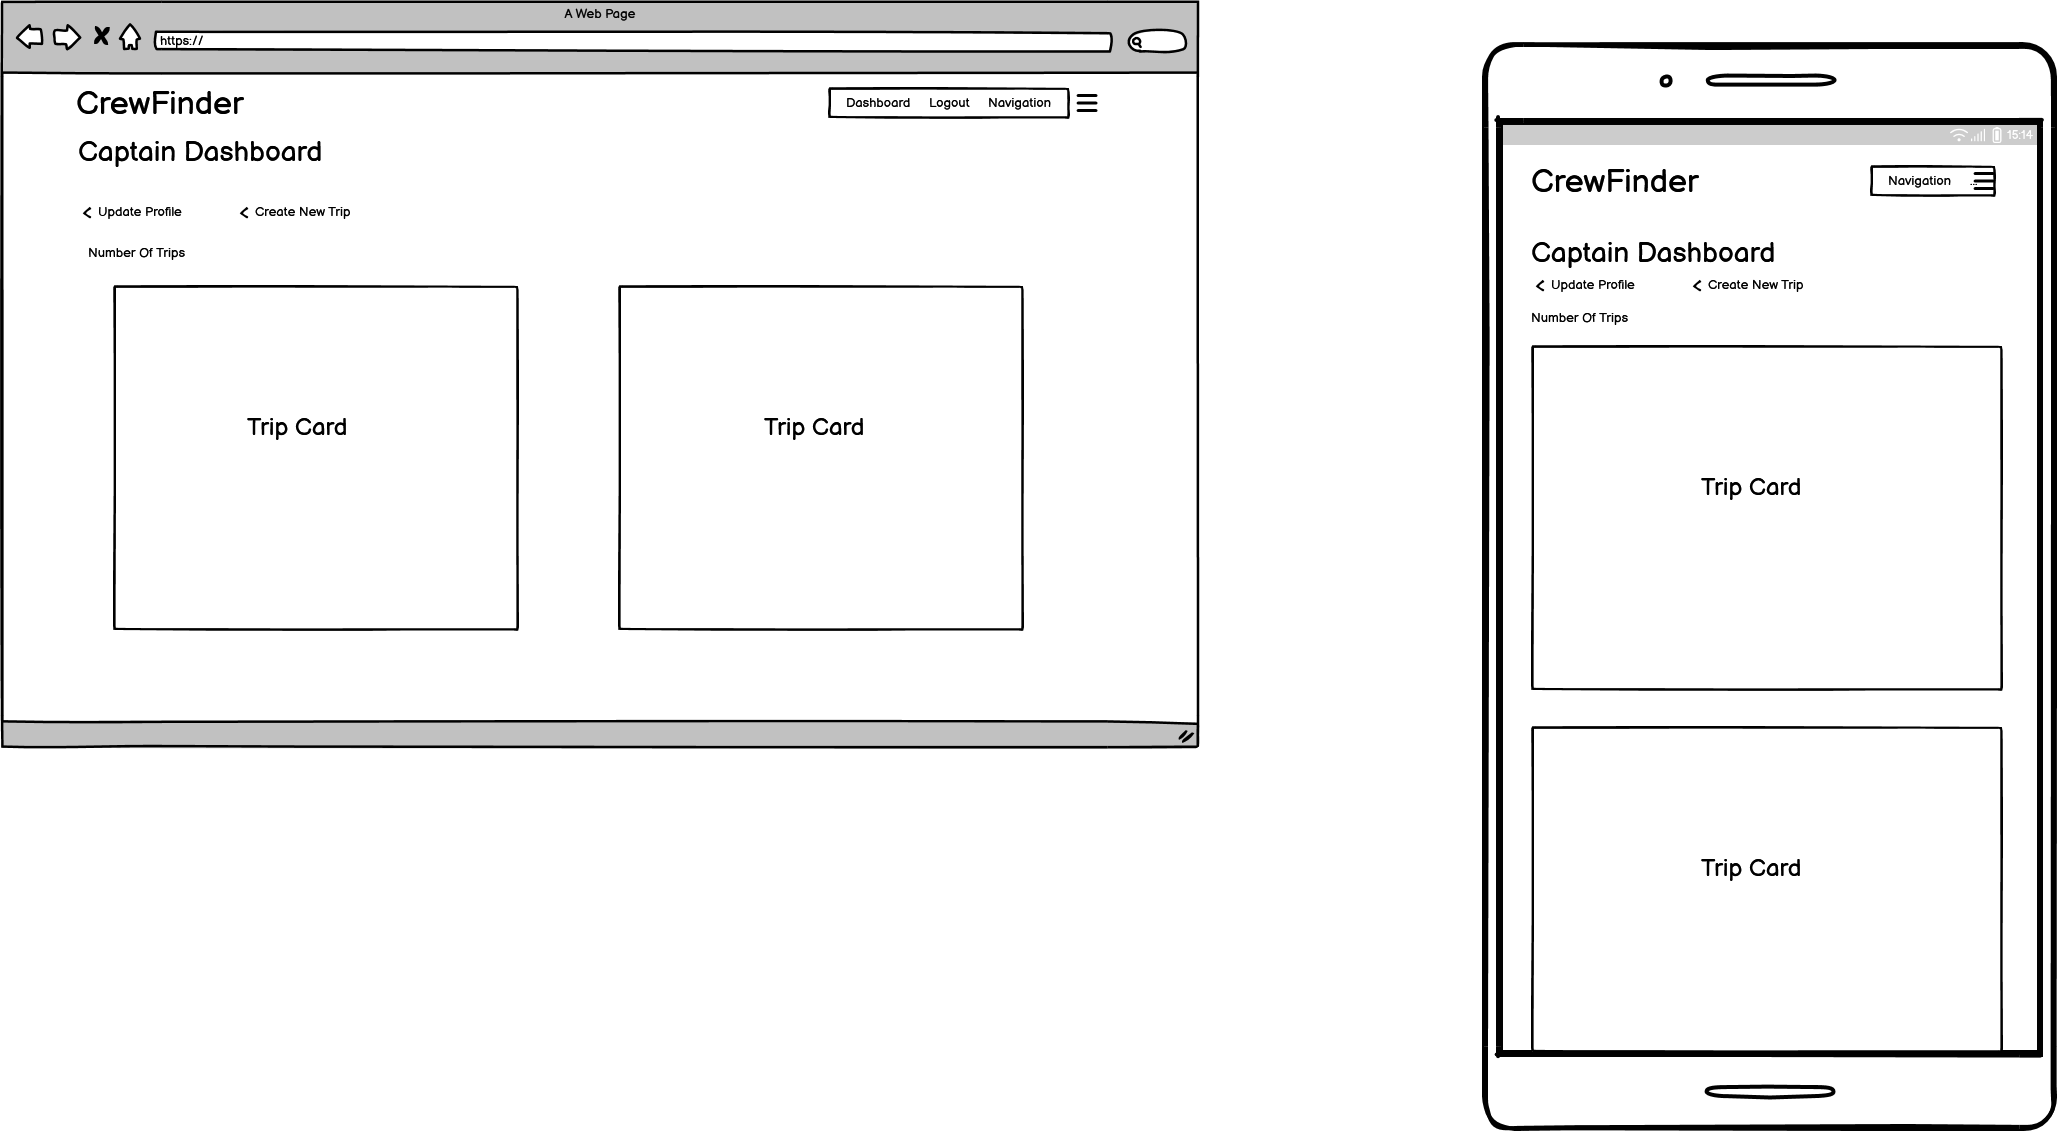 A Web Page
https://
CrewFinder
Dashboard Logout Navigation
Captain Dashboard
Update Profile
Create New Trip
Number Of Trips
Trip Card
Trip Card
15:14
CrewFinder
Navigation ...
Captain Dashboard
Update Profile
Create New Trip
Number Of Trips
Trip Card
Trip Card